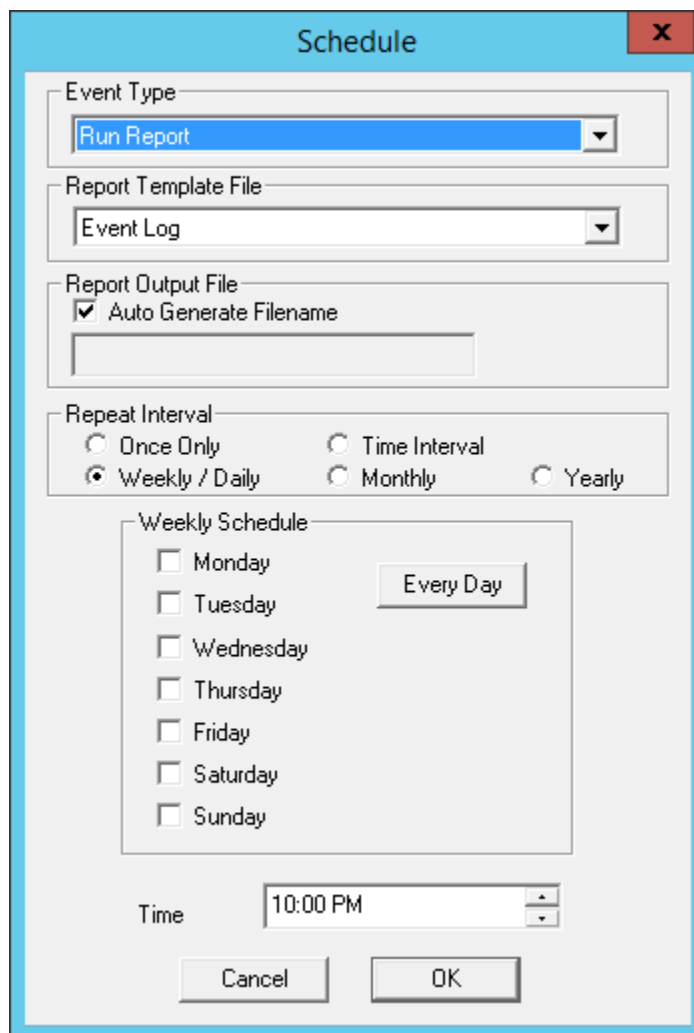 Schedule
x
Event Type
Run Report
Report Template File
Event Log
Report Output File
Auto Generate Filename
Repeat Interval
Once Only
Time Interval
Weekly / Daily
Monthly
Yearly
Weekly Schedule
Monday
Every Day
Tuesday
Wednesday
Thursday
Friday
Saturday
Sunday
Time
10:00 PM
Cancel
OK